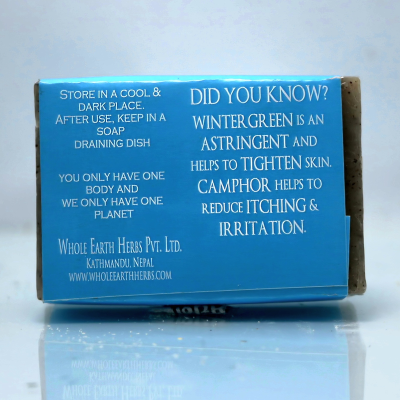 STORE IN A COOL &
DARK PLACE.
AFTER USE, KEEP IN A
SOAP
DRAINING DISH
YOU ONLY HAVE ONE
BODY AND
WE ONLY HAVE ONE
PLANET
WHOLE EARTH HERBS PVT. LTD.
KATHMANDU, NEPAL
WWW.WHOLEEARTHHERBS.COM
DID YOU KNOW?
WINTERGREEN IS AN
ASTRINGENT AND
HELPS TO TIGHTEN SKIN.
CAMPHOR HELPS TO
REDUCE ITCHING &
IRRITATION.